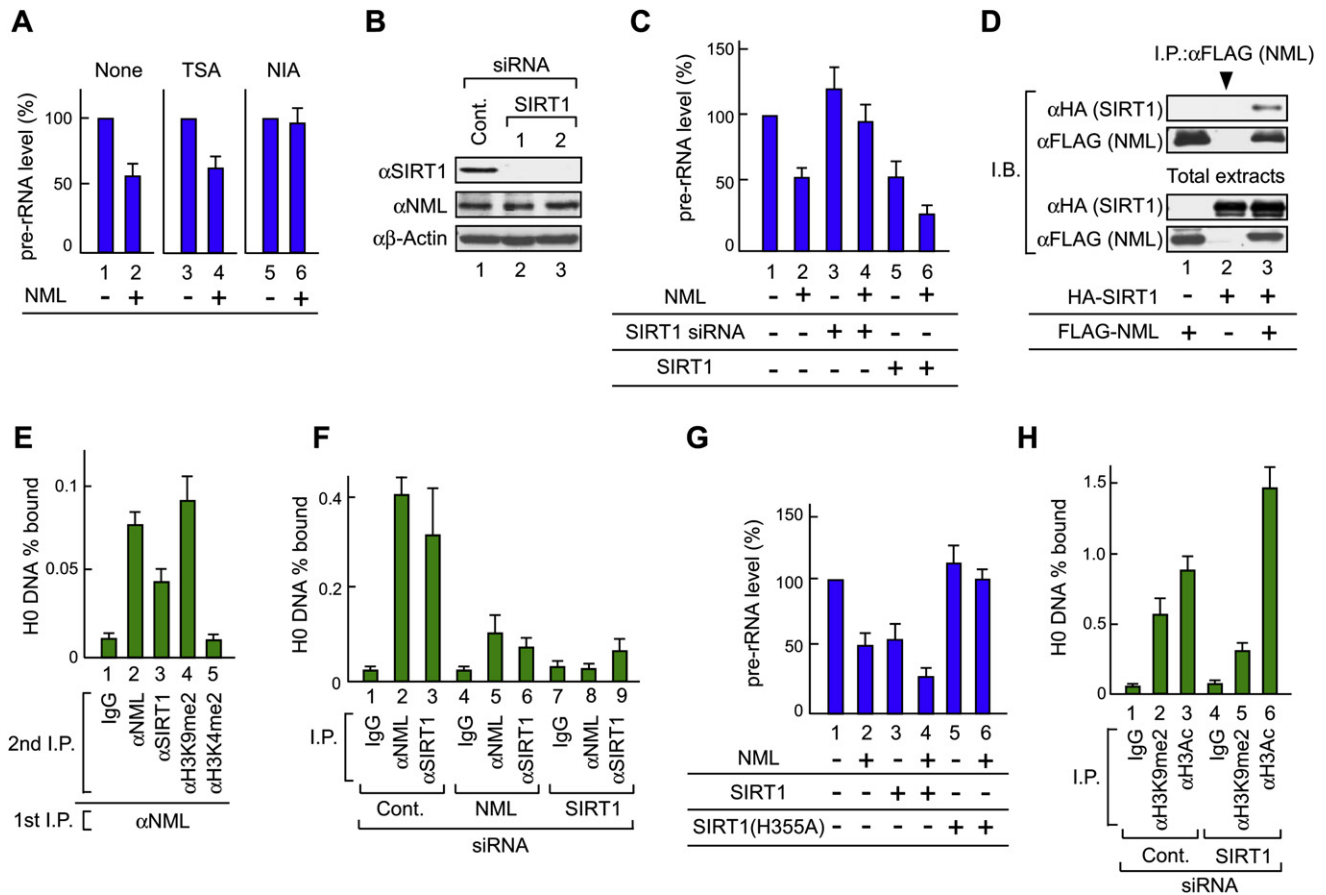 A
None TSA NIA
pre-rRNA level (%)
100
50
0
1 2 3 4 5 6
NML - + - + - +
B
siRNA
Cont. SIRT1
1 2
αSIRT1
αNML
αβ-Actin
1 2 3
C
pre-rRNA level (%)
150
100
50
0
1 2 3 4 5 6
NML - + - + - +
SIRT1 siRNA - - + + - -
SIRT1 - - - - + +
D
I.P.:αFLAG (NML)
I.B.
αHA (SIRT1)
αFLAG (NML)
Total extracts
αHA (SIRT1)
αFLAG (NML)
1 2 3
HA-SIRT1 - + +
FLAG-NML + - +
E
H0 DNA % bound
0.1
0.05
0
1 2 3 4 5
2nd I.P.
IgG
αNML
αSIRT1
αH3K9me2
αH3K4me2
1st I.P. αNML
F
H0 DNA % bound
0.4
0.2
0
1 2 3 4 5 6 7 8 9
I.P.
IgG
αNML
αSIRT1
IgG
αNML
αSIRT1
IgG
αNML
αSIRT1
Cont. NML SIRT1
siRNA
G
pre-rRNA level (%)
150
100
50
0
1 2 3 4 5 6
NML - + - + - +
SIRT1 - - + + - -
SIRT1(H355A) - - - - + +
H
H0 DNA % bound
1.5
1.0
0.5
0
1 2 3 4 5 6
I.P.
IgG
αH3K9me2
αH3Ac
IgG
αH3K9me2
αH3Ac
Cont. SIRT1
siRNA